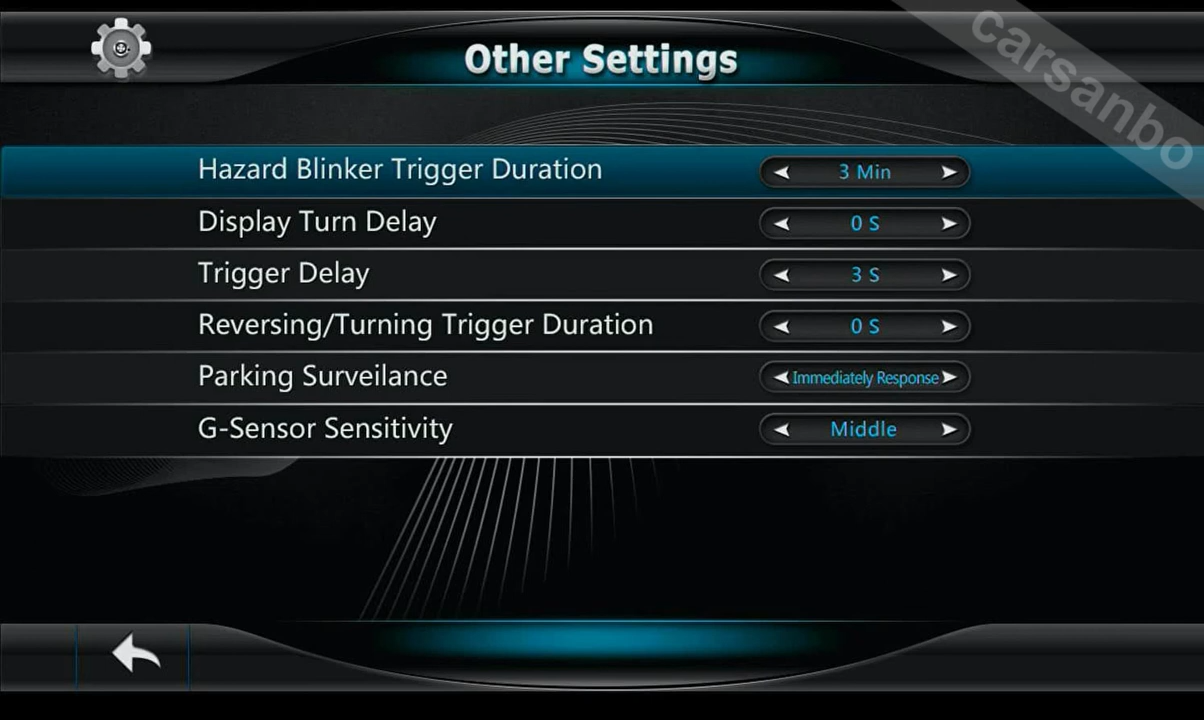 carsanbo
Other Settings
Hazard Blinker Trigger Duration 3 Min
Display Turn Delay 0 S
Trigger Delay 3 S
Reversing/Turning Trigger Duration 0 S
Parking Surveilance Immediately Response
G-Sensor Sensitivity Middle